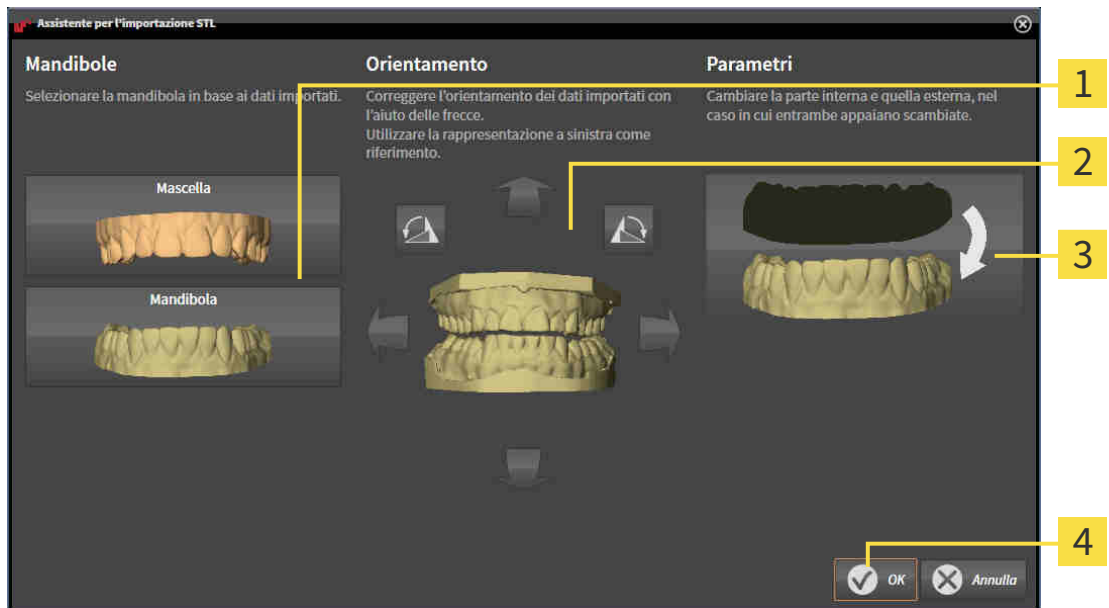 Assistente per l'importazione STL
Mandibole
Selezionare la mandibola in base ai dati importati.
Mascella
Mandibola
Orientamento
Correggere l'orientamento dei dati importati con
l'aiuto delle frecce.
Utilizzare la rappresentazione a sinistra come
riferimento.
Parametri
Cambiare la parte interna e quella esterna, nel
caso in cui entrambe appaiano scambiate.
OK
Annulla
1
2
3
4